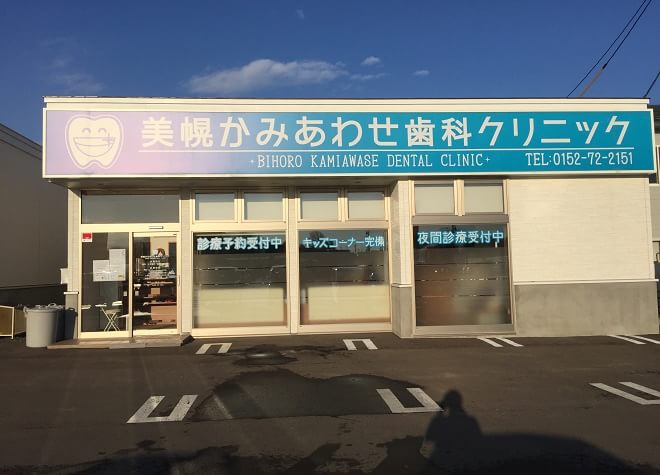 美幌かみあわせ歯科クリニック
・BIHORO KAMIAWASE DENTAL CLINIC・
TEL:0152-72-2151
診療予約受付中
キッズコーナー完備
夜間診療受付中